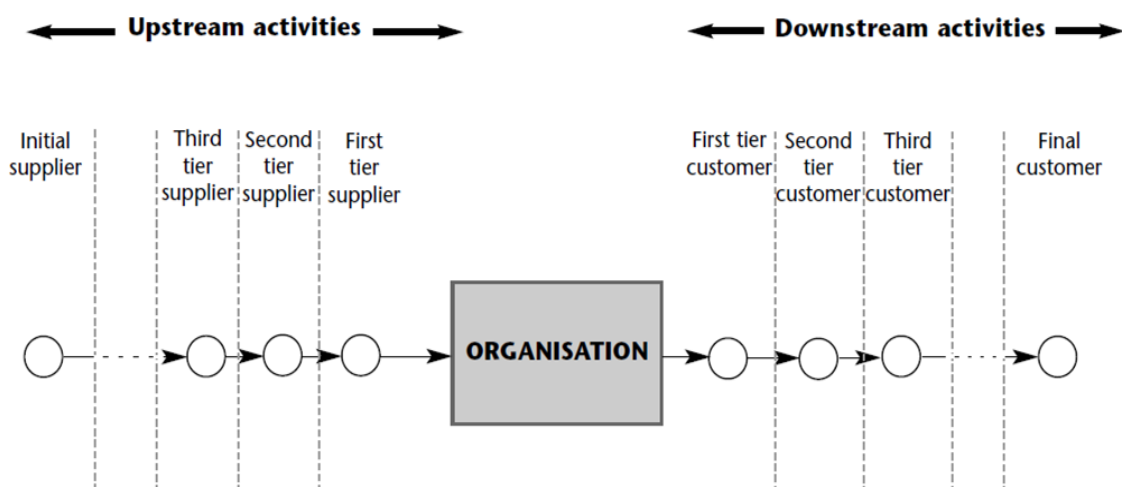 Upstream activities
Downstream activities
Initial
supplier
Third
tier
supplier
Second
tier
supplier
First
tier
supplier
First tier
customer
Second
tier
customer
Third
tier
customer
Final
customer
ORGANISATION